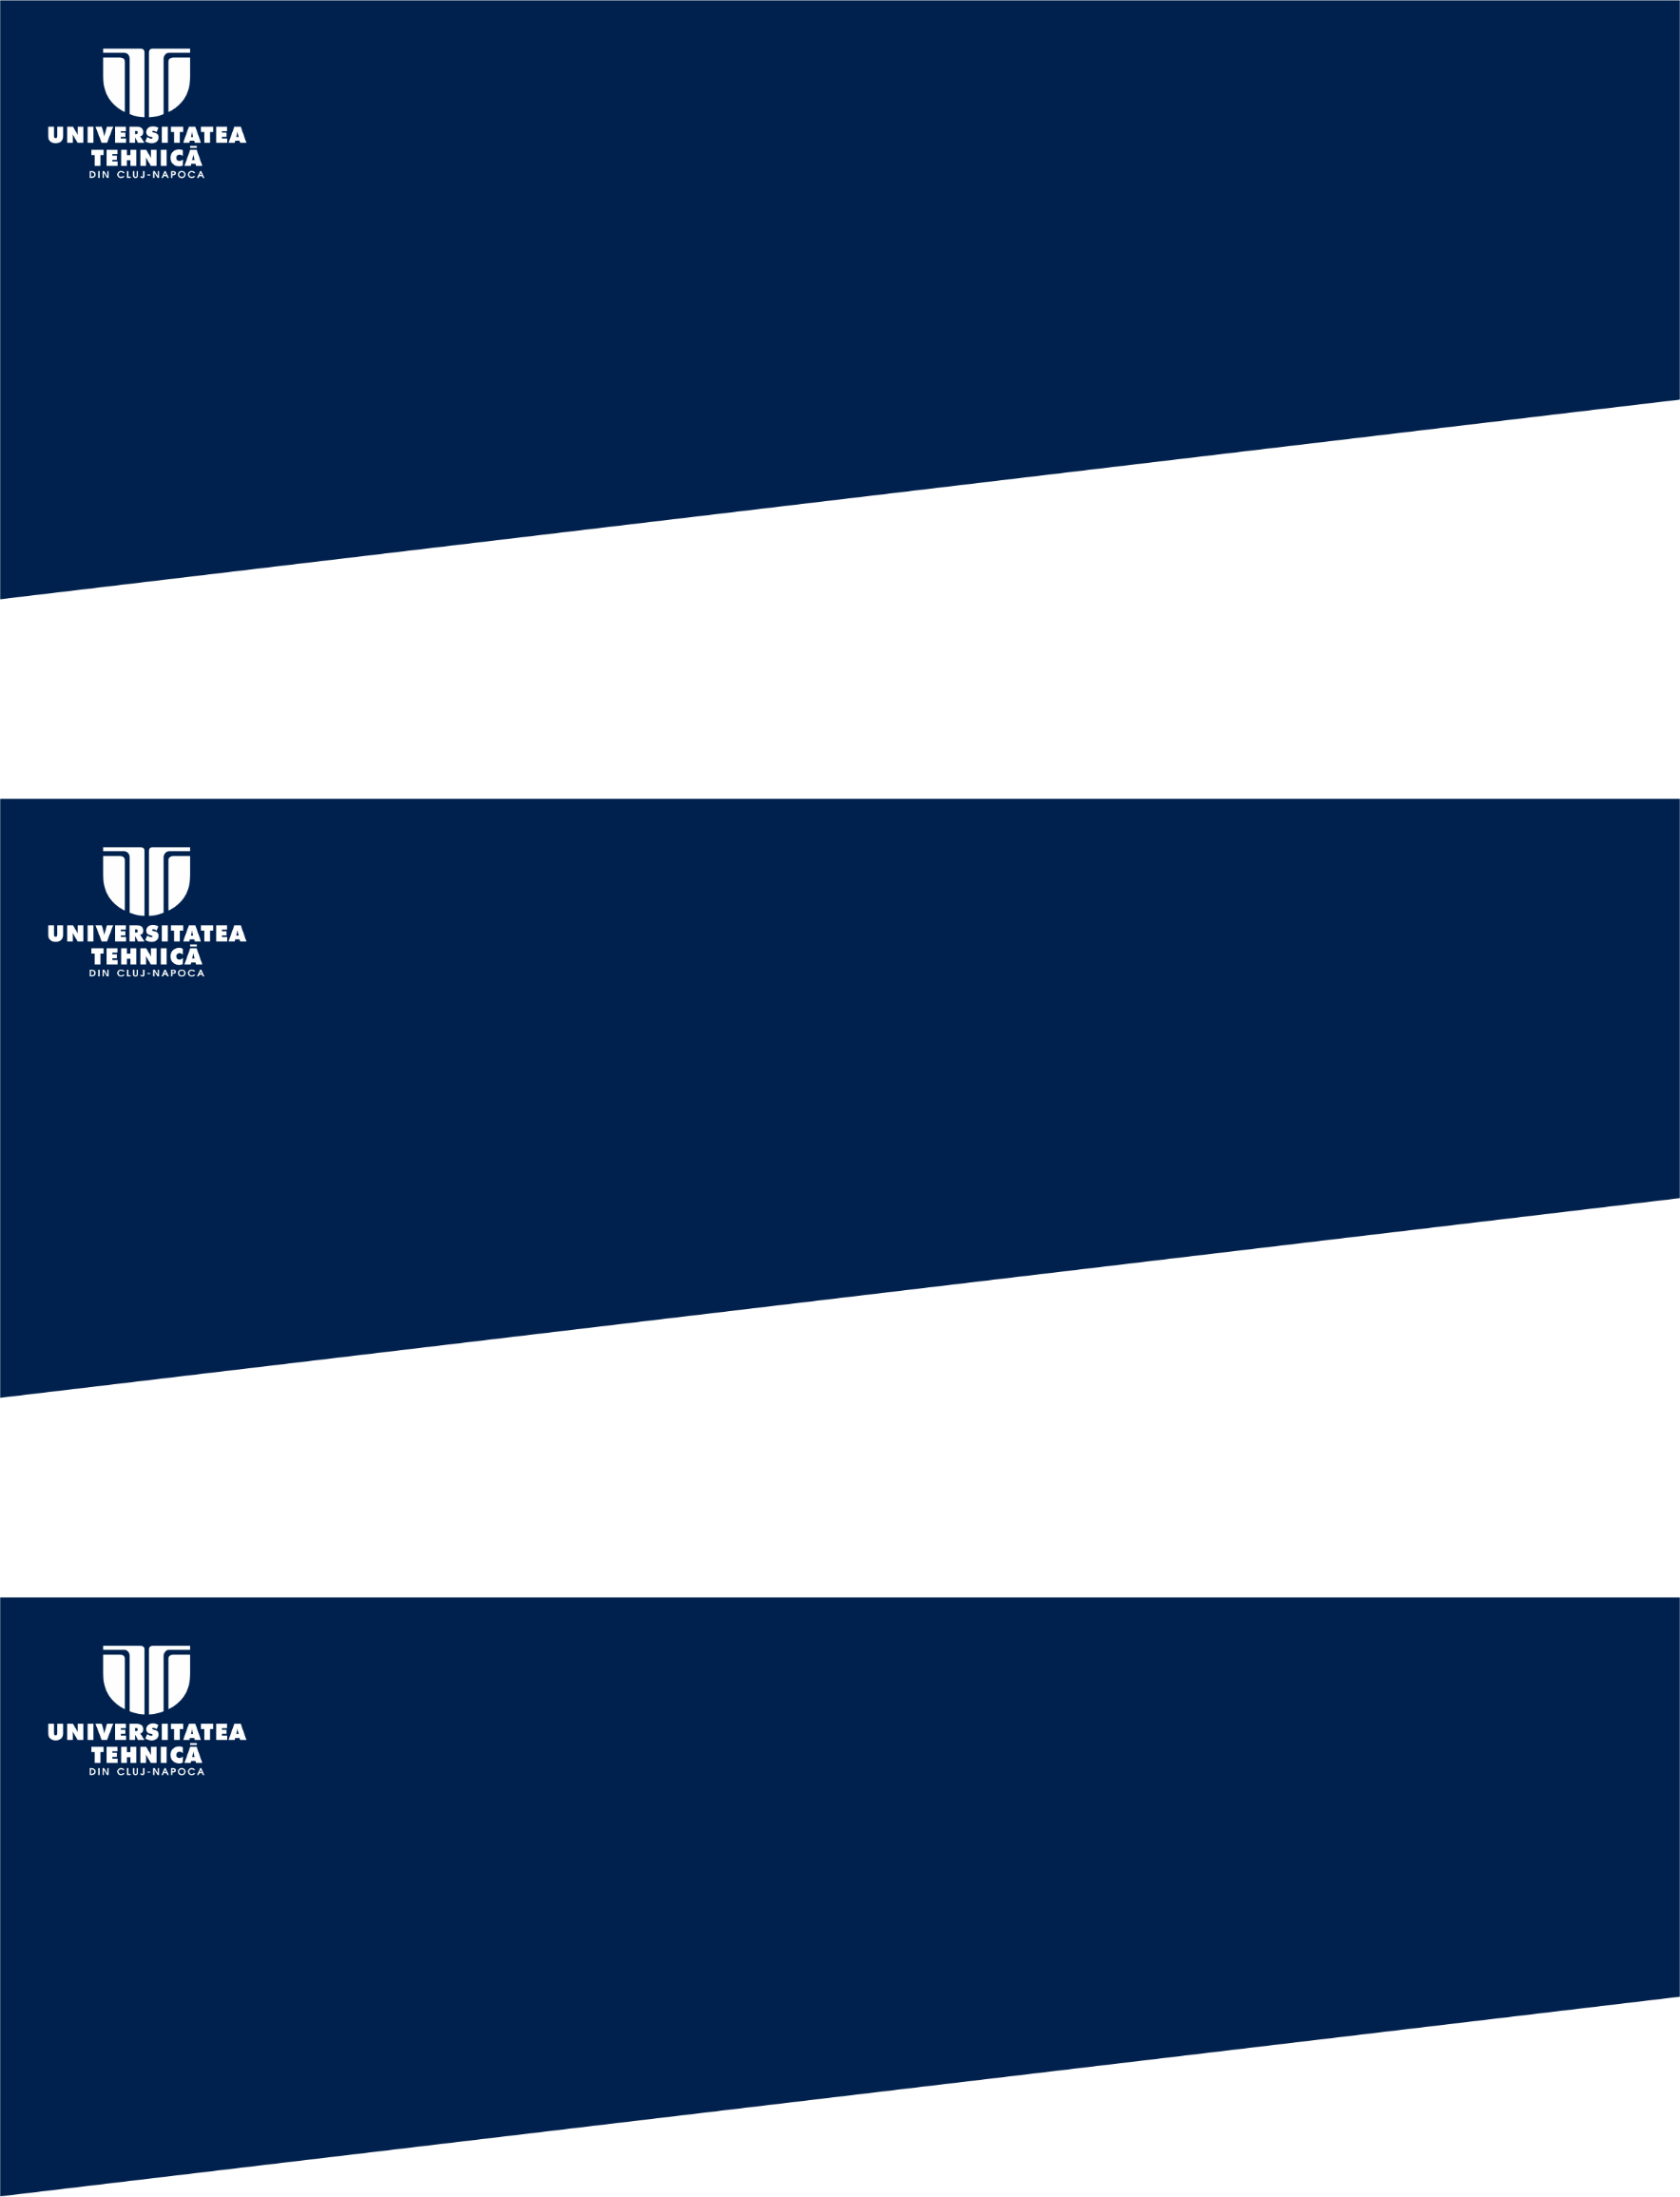 UNIVERSITATEA
TEHNICĂ
DIN CLUJ-NAPOCA
UNIVERSITATEA
TEHNICĂ
DIN CLUJ-NAPOCA
UNIVERSITATEA
TEHNICĂ
DIN CLUJ-NAPOCA